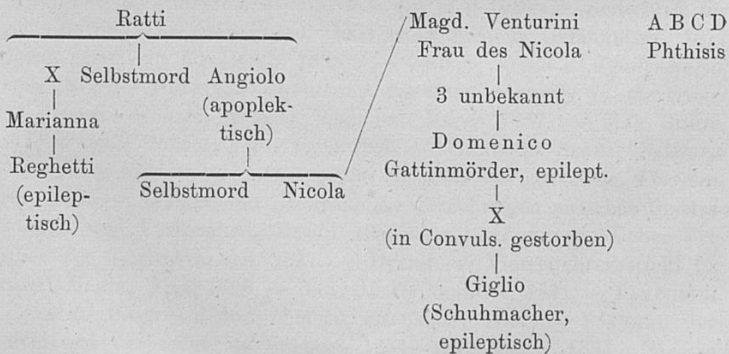 Ratti
X Selbstmord Angiolo
(apoplek-
tisch)
Marianna
Reghetti
(epilep-
tisch)
Selbstmord Nicola
Magd. Venturini
Frau des Nicola
3 unbekannt
Domenico
Gattinmörder, epilept.
X
(in Convuls. gestorben)
Giglio
(Schuhmacher,
epileptisch)
A B C D
Phthisis